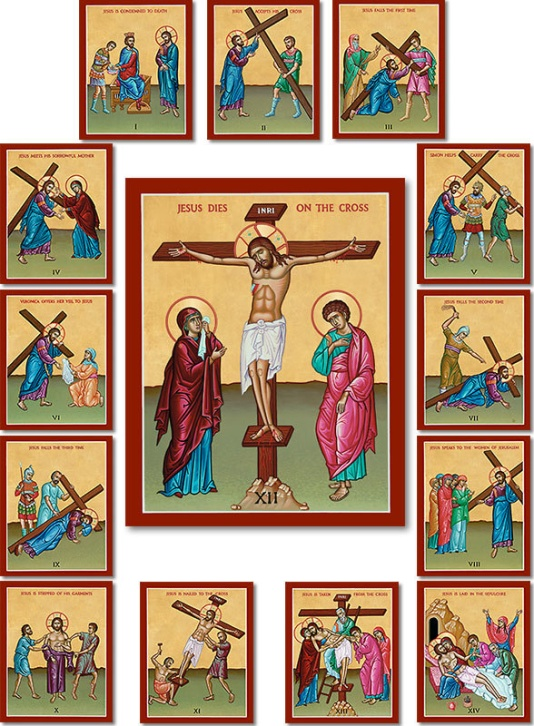 JESUS IS CONDEMNED TO DEATH
I
JESUS ACCEPTS HIS CROSS
II
JESUS FALLS THE FIRST TIME
III
JESUS MEETS HIS SORROWFUL MOTHER
IV
SIMON HELPS CARRY THE CROSS
V
JESUS DIES ON THE CROSS
INRI
XII
VERONICA OFFERS HER VEIL TO JESUS
VI
JESUS FALLS THE SECOND TIME
VII
JESUS FALLS THE THIRD TIME
IX
JESUS SPEAKS TO THE WOMEN OF JERUSALEM
VIII
JESUS IS STRIPPED OF HIS GARMENTS
X
JESUS IS NAILED TO THE CROSS
XI
JESUS IS TAKEN FROM THE CROSS
INRI
XIII
JESUS IS LAID IN THE SEPULCHRE
XIV